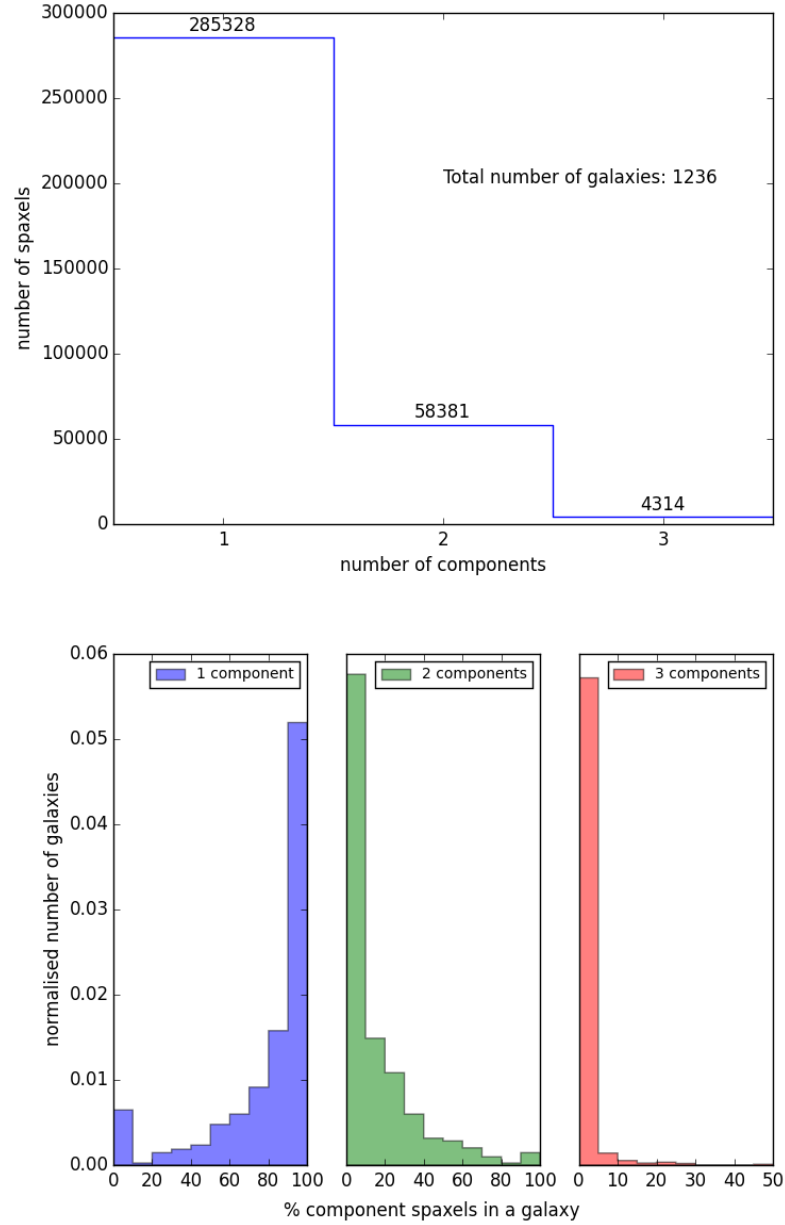 300000
250000
200000
150000
100000
50000
0
number of spaxels
285328
58381
4314
Total number of galaxies: 1236
1 2 3
number of components
0.06
0.05
0.04
0.03
0.02
0.01
0.00
normalised number of galaxies
1 component
2 components
3 components
0 20 40 60 80 100
0 20 40 60 80 100
0 10 20 30 40 50
% component spaxels in a galaxy